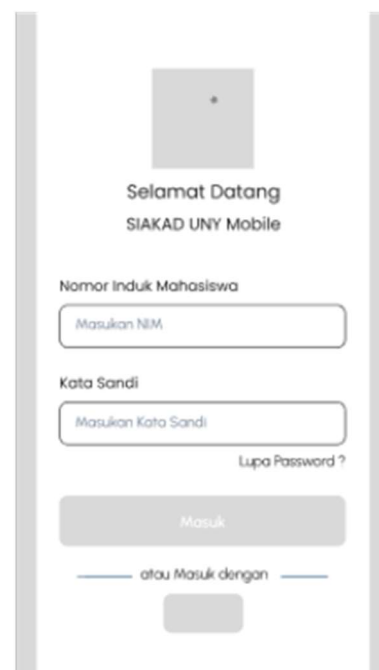 Selamat Datang
SIAKAD UNY Mobile
Nomor Induk Mahasiswa
Masukan NIM
Kata Sandi
Masukan Kata Sandi
Lupa Password ?
Masuk
atau Masuk dengan